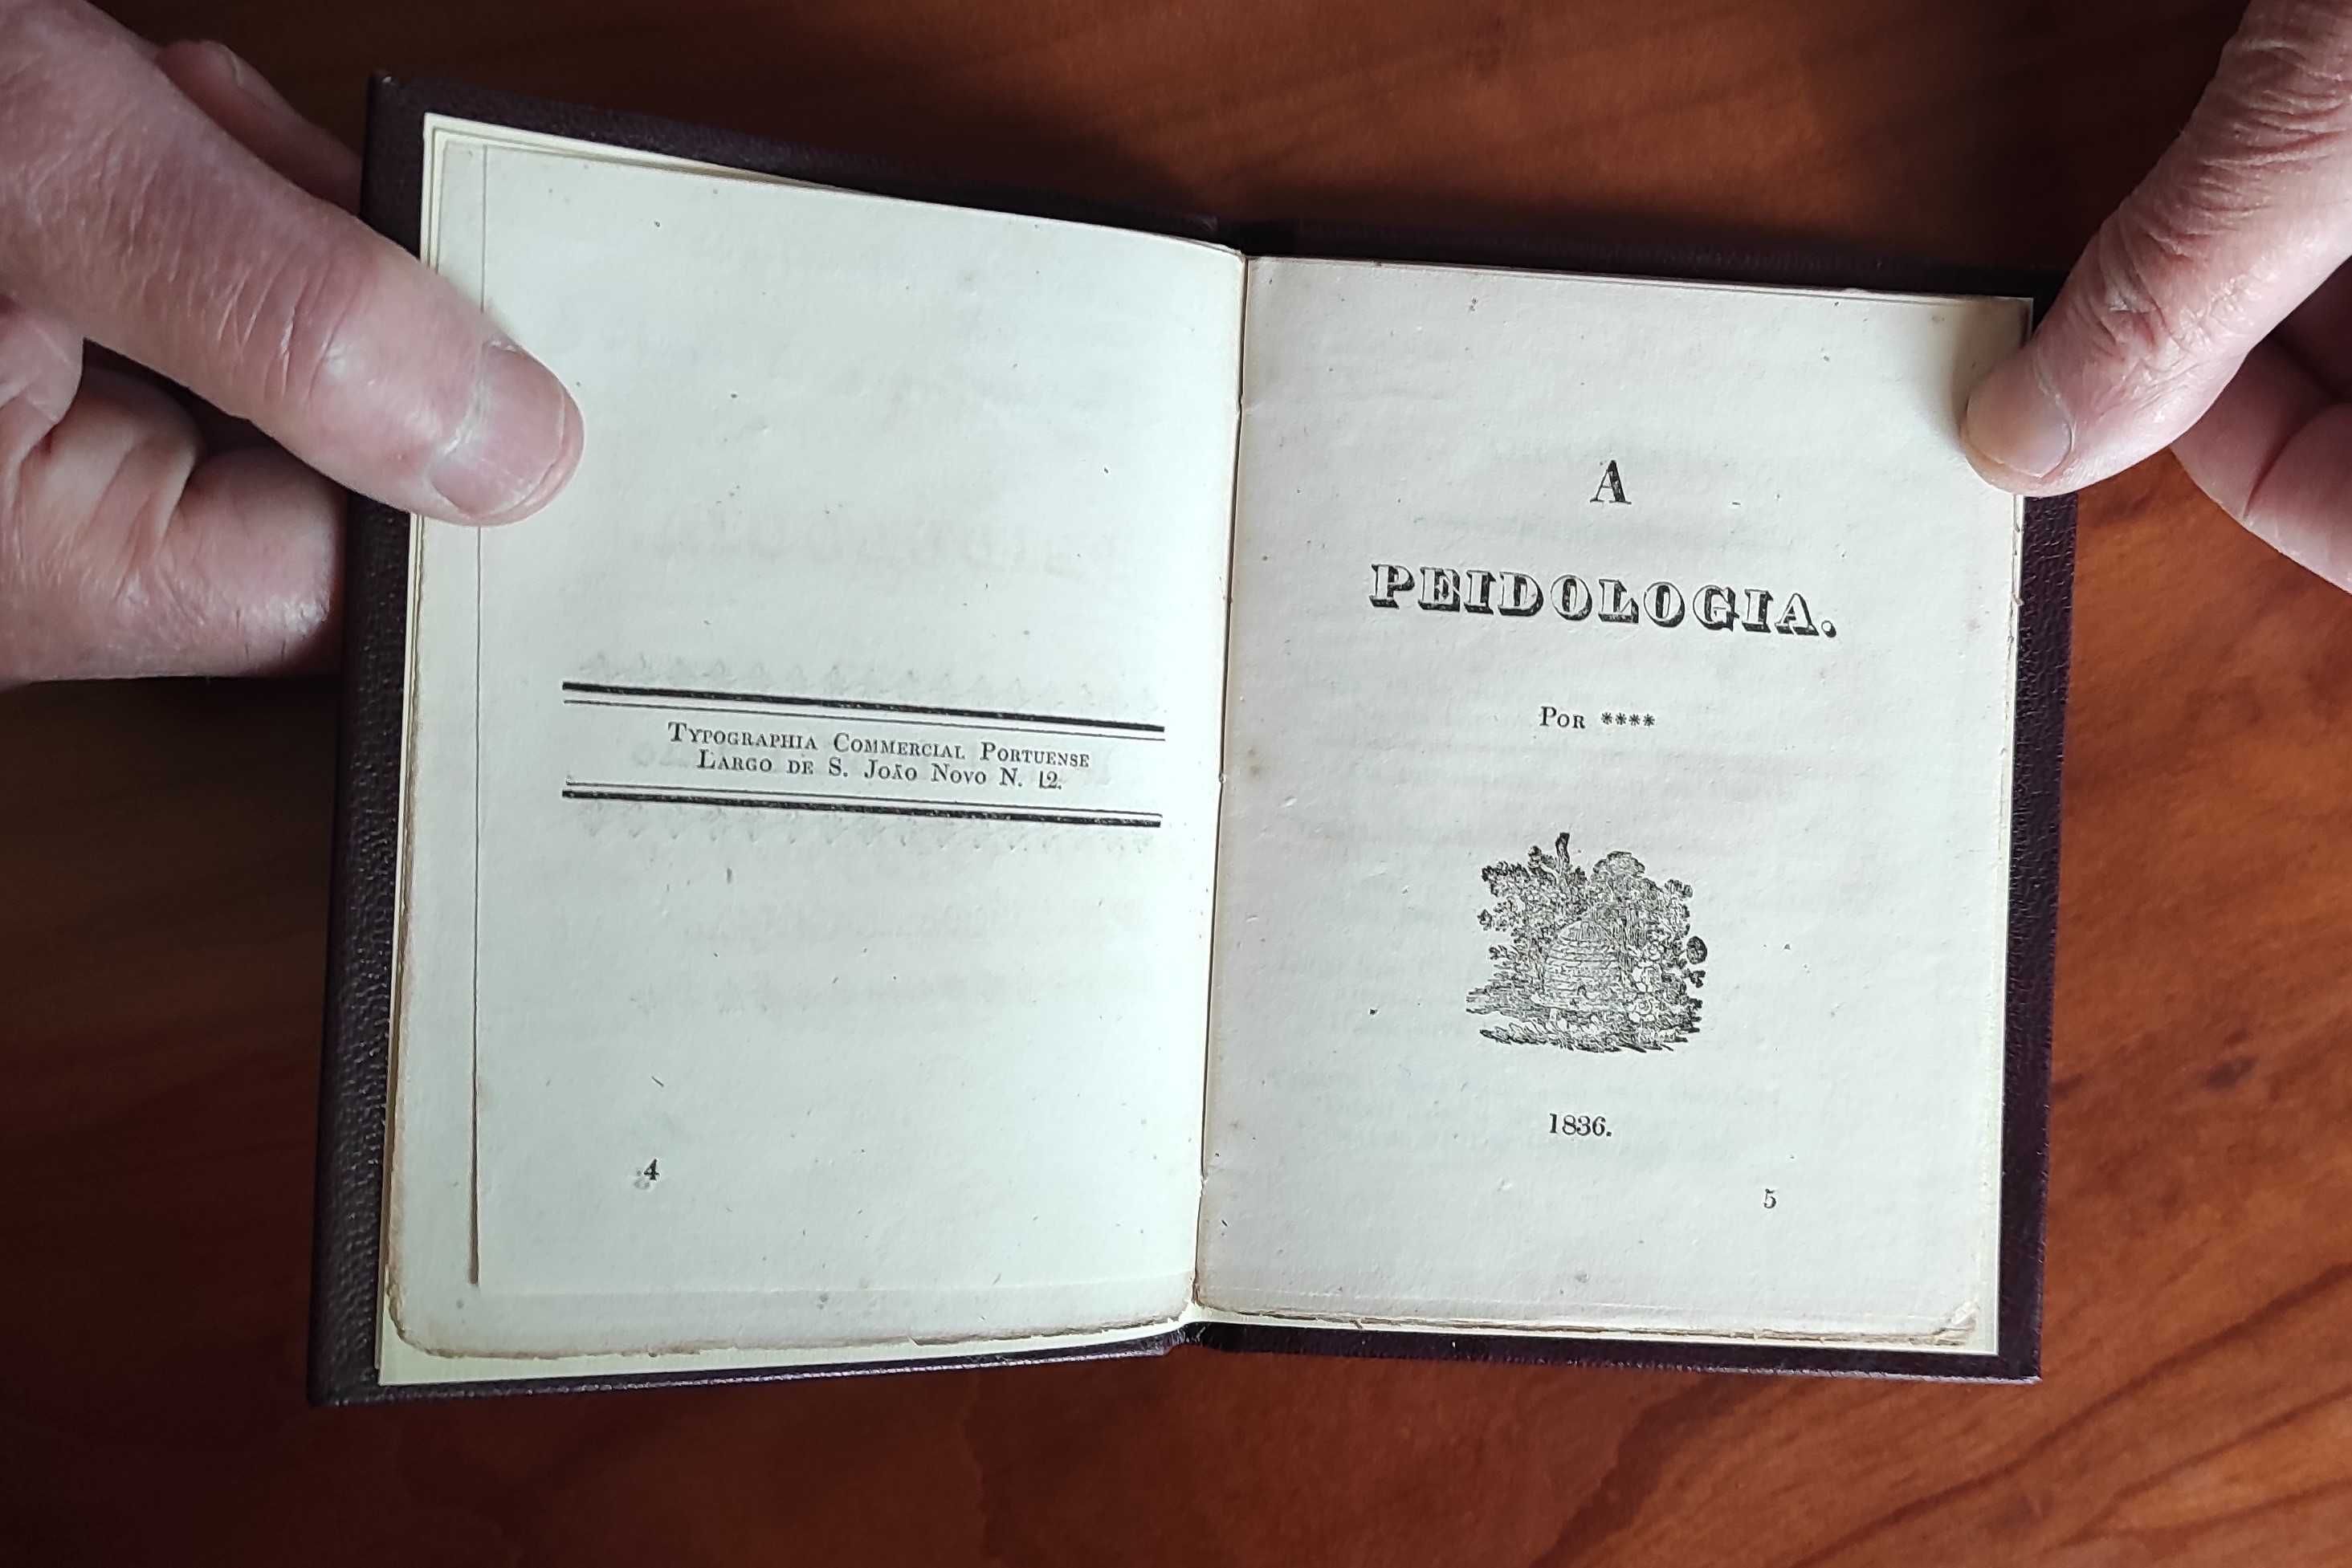 Typographia Commercial Portuense
Largo de S. João Novo N. 12.
4
A
PEIDOLOGIA.
Por ****
1836.
5